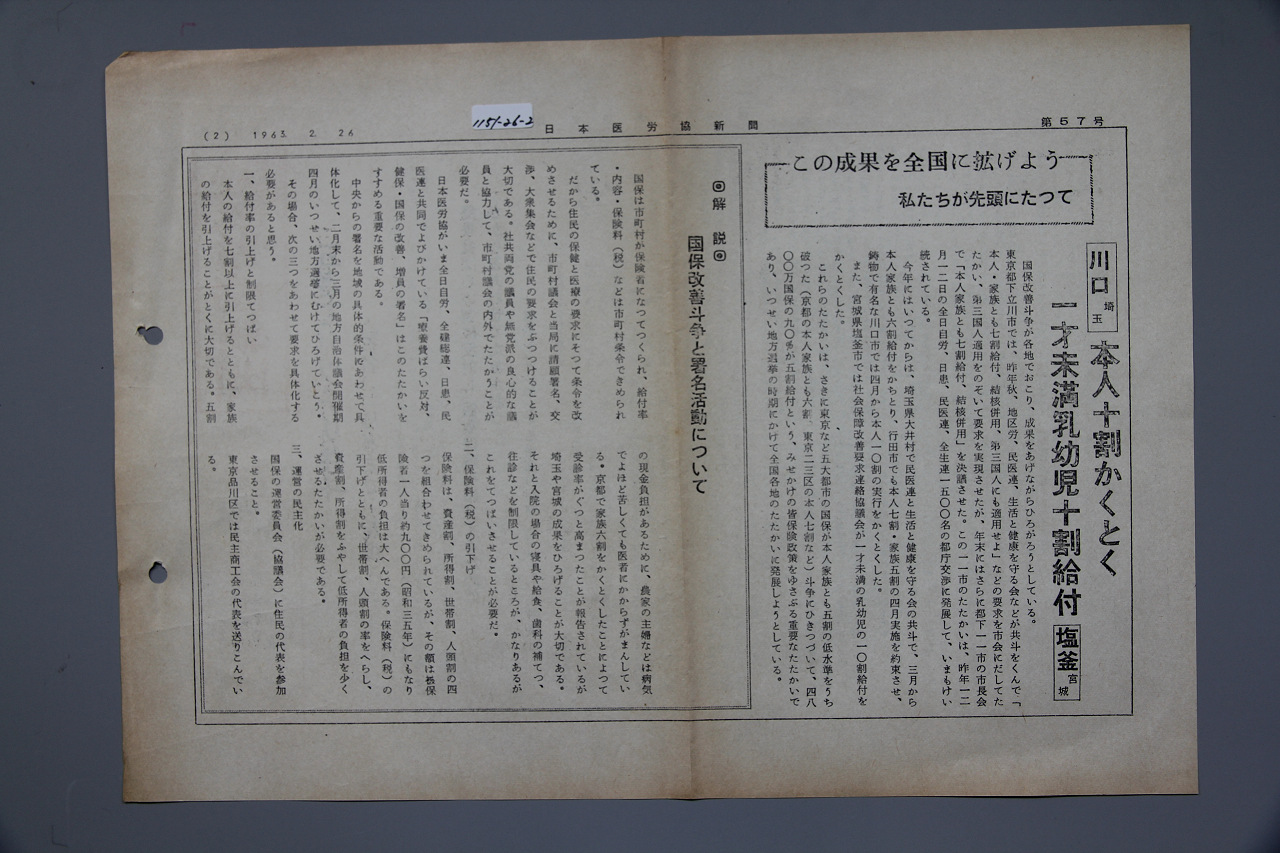 第57号
日本医労協新聞
1151-26-2
(2) 1963. 2. 26
この成果を全国に拡げよう
私たちが先頭にたつて
川口 埼玉 本人十割かくとく
一才未満乳幼児十割給付 塩釜 宮城
国保改善斗争が各地でおこり、成果をあげながらひろがろうとしている。
東京都下立川市では、昨年秋、地区労、民医連、生活と健康を守る会などが共斗をくんで「
本人・家族とも七割給付、結核併用、第三国人にも適用せよ」などの要求を市会にだしてた
たかい、第三国人適用をのぞいて要求を実現させたが、年末にはさらに都下一一市の市長会
で「本人家族とも七割給付、結核併用」を決議させた。この一一市のたたかいは、昨年一二
月一二日の全日自労、日患、民医連、全生連一五〇〇名の都庁交渉に発展して、いまもけい
続されている。
今年にはいつてからは、埼玉県大井村で民医連と生活と健康を守る会の共斗で、三月から
本人家族とも六割給付をかちとり、行田市でも本人七割・家族五割の四月実施を約束させ、
鋳物で有名な川口市では四月から本人一〇割の実行をかくとくした。
また、宮城県塩釜市では社会保障改善要求連絡協議会が一才未満の乳幼児の一〇割給付を
かくとくした。
これらのたたかいは、さきに東京など五大都市の国保が本人家族とも五割の低水準をうち
破つた(京都の本人家族とも六割、東京二三区の本人七割など)斗争にひきつづいて、四八
〇〇万国保の九〇%が五割給付という、みせかけの皆保険政策をゆさぶる重要なたたかいで
あり、いつせい地方選挙の時期にかけて全国各地のたたかいに発展しようとしている。
◎解説◎
国保改善斗争と署名活動について
国保は市町村が保険者になつてつくられ、給付率
・内容・保険料(税)などは市町村条令できめられ
ている。
だから住民の保健と医療の要求にそつて条令を改
めさせるために、市町村議会と当局に請願署名、交
渉、大衆集会などで住民の要求をぶつつけることが
大切である。社共両党の議員や無党派の良心的な議
員と協力して、市町村議会の内外でたたかうことが
必要だ。
日本医労協がいま全日自労、全建総連、日患、民
医連と共同でよびかけている「療養費ばらい反対、
健保・国保の改善、増員の署名」はこのたたかいを
すすめる重要な活動である。
中央からの署名を地域の具体的条件にあわせて具
体化して、二月末から三月の地方自治体議会開催期
四月のいつせい地方選挙にむけてひろげていこう。
その場合、次の三つをあわせて要求を具体化する
必要があると思う。
一、給付率の引上げと制限てつぱい
本人の給付を七割以上に引上げるとともに、家族
の給付を引上げることがとくに大切である。五割
の現金負担があるために、農家の主婦などは病気
でよほど苦しくても医者にかからずがまんしてい
る。京都で家族六割をかくとくしたことによつて
受診率がぐつと高まつたことが報告されているが
埼玉や宮城の成果をひろげることが大切である。
それと入院の場合の寝具や給食、歯科の補てつ、
往診などを制限しているところが、かなりあるが
これをてつぱいさせることが必要だ。
二、保険料(税)の引下げ
保険料は、資産割、所得割、世帯割、人頭割の四
つを組合わせてきめられているが、その額は被保
険者一人当り約九〇〇円(昭和三五年)にもなり
低所得者の負担は大へんである。保険料(税)の
引下げとともに、世帯割、人頭割の率をへらし、
資産割、所得割をふやして低所得者の負担を少く
させるたたかいが必要である。
三、運営の民主化
国保の運営委員会(協議会)に住民の代表を参加
させること。
東京品川区では民主商工会の代表を送りこんでい
る。